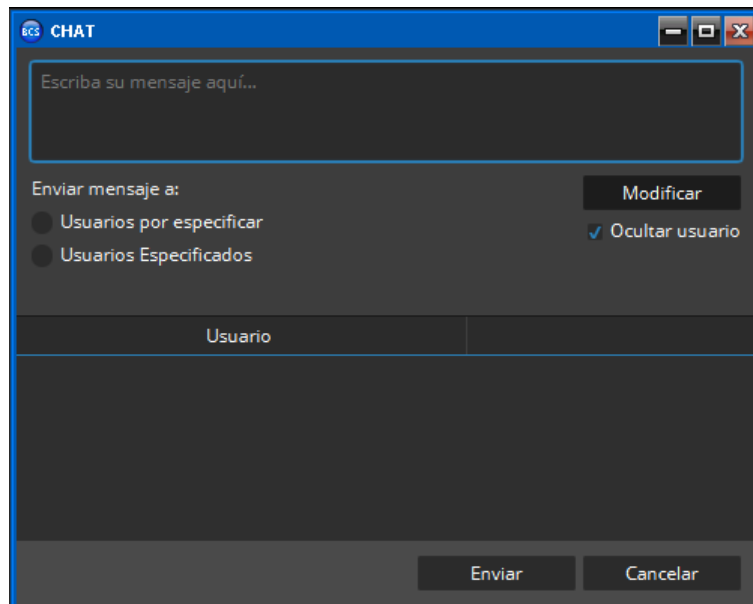 BCS CHAT
Escriba su mensaje aquí...
Enviar mensaje a:
Modificar
Usuarios por especificar
Ocultar usuario
Usuarios Especificados
Usuario
Enviar
Cancelar